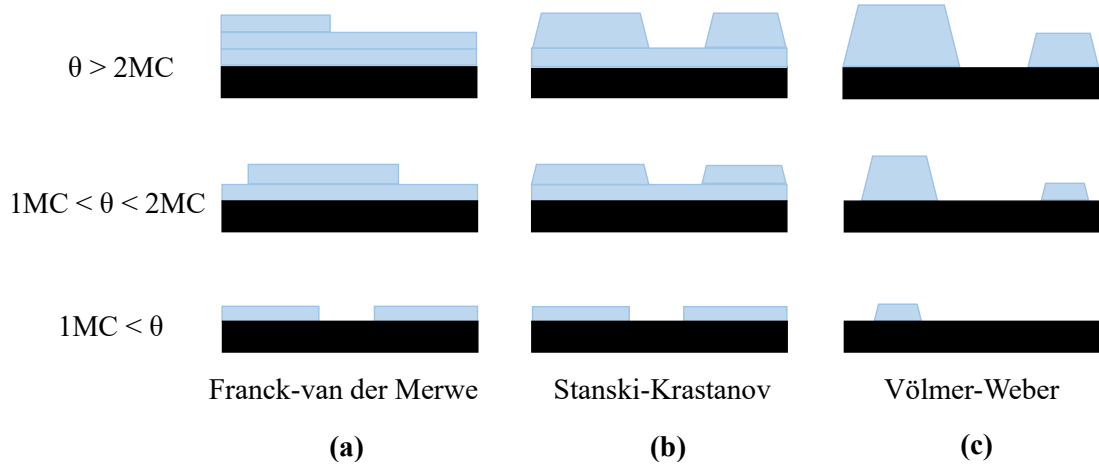 θ > 2MC
1MC < θ < 2MC
1MC < θ
Franck-van der Merwe
Stanski-Krastanov
Völmer-Weber
(a)
(b)
(c)